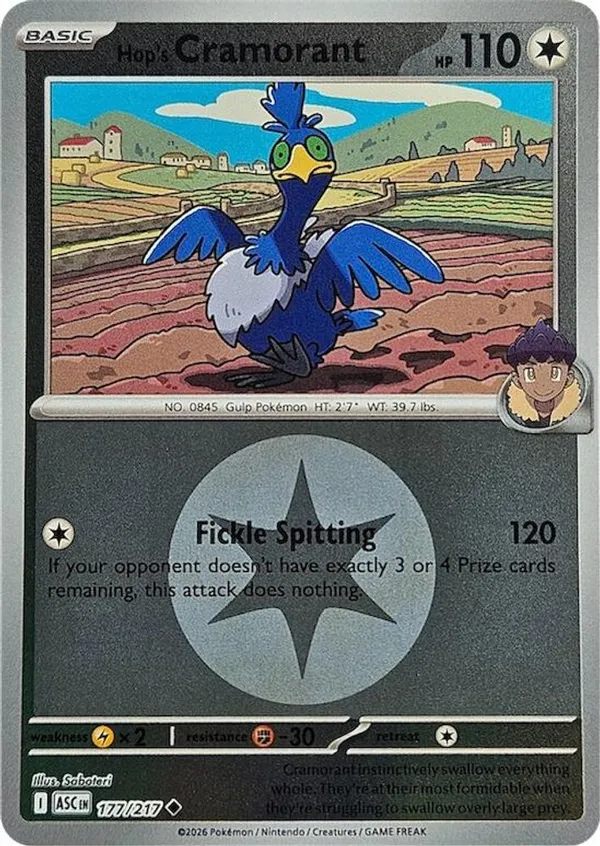 BASIC
Hop's Cramorant HP 110
NO. 0845 Gulp Pokémon HT: 2'7" WT: 39.7 lbs.
Fickle Spitting 120
If your opponent doesn't have exactly 3 or 4 Prize cards
remaining, this attack does nothing.
weakness ×2 resistance -30 retreat
Illus. Saboteri
Cramorant instinctively swallow everything
whole. They're at their most formidable when
they're struggling to swallow overly large prey.
I ASC EN 177/217
©2026 Pokémon / Nintendo / Creatures / GAME FREAK